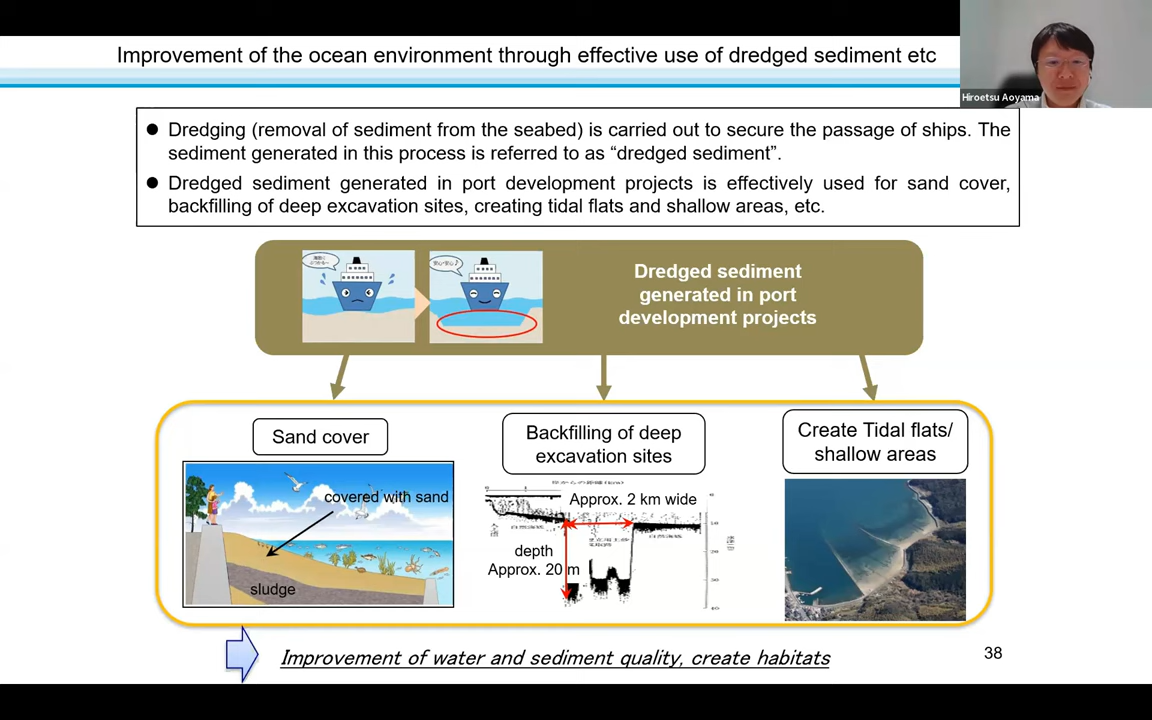 Improvement of the ocean environment through effective use of dredged sediment etc
Hiroetsu Aoyama
● Dredging (removal of sediment from the seabed) is carried out to secure the passage of ships. The
sediment generated in this process is referred to as “dredged sediment”.
● Dredged sediment generated in port development projects is effectively used for sand cover,
backfilling of deep excavation sites, creating tidal flats and shallow areas, etc.
Dredged sediment
generated in port
development projects
Sand cover
covered with sand
sludge
Backfilling of deep
excavation sites
Approx. 2 km wide
depth
Approx. 20 m
Create Tidal flats/
shallow areas
Improvement of water and sediment quality, create habitats
38